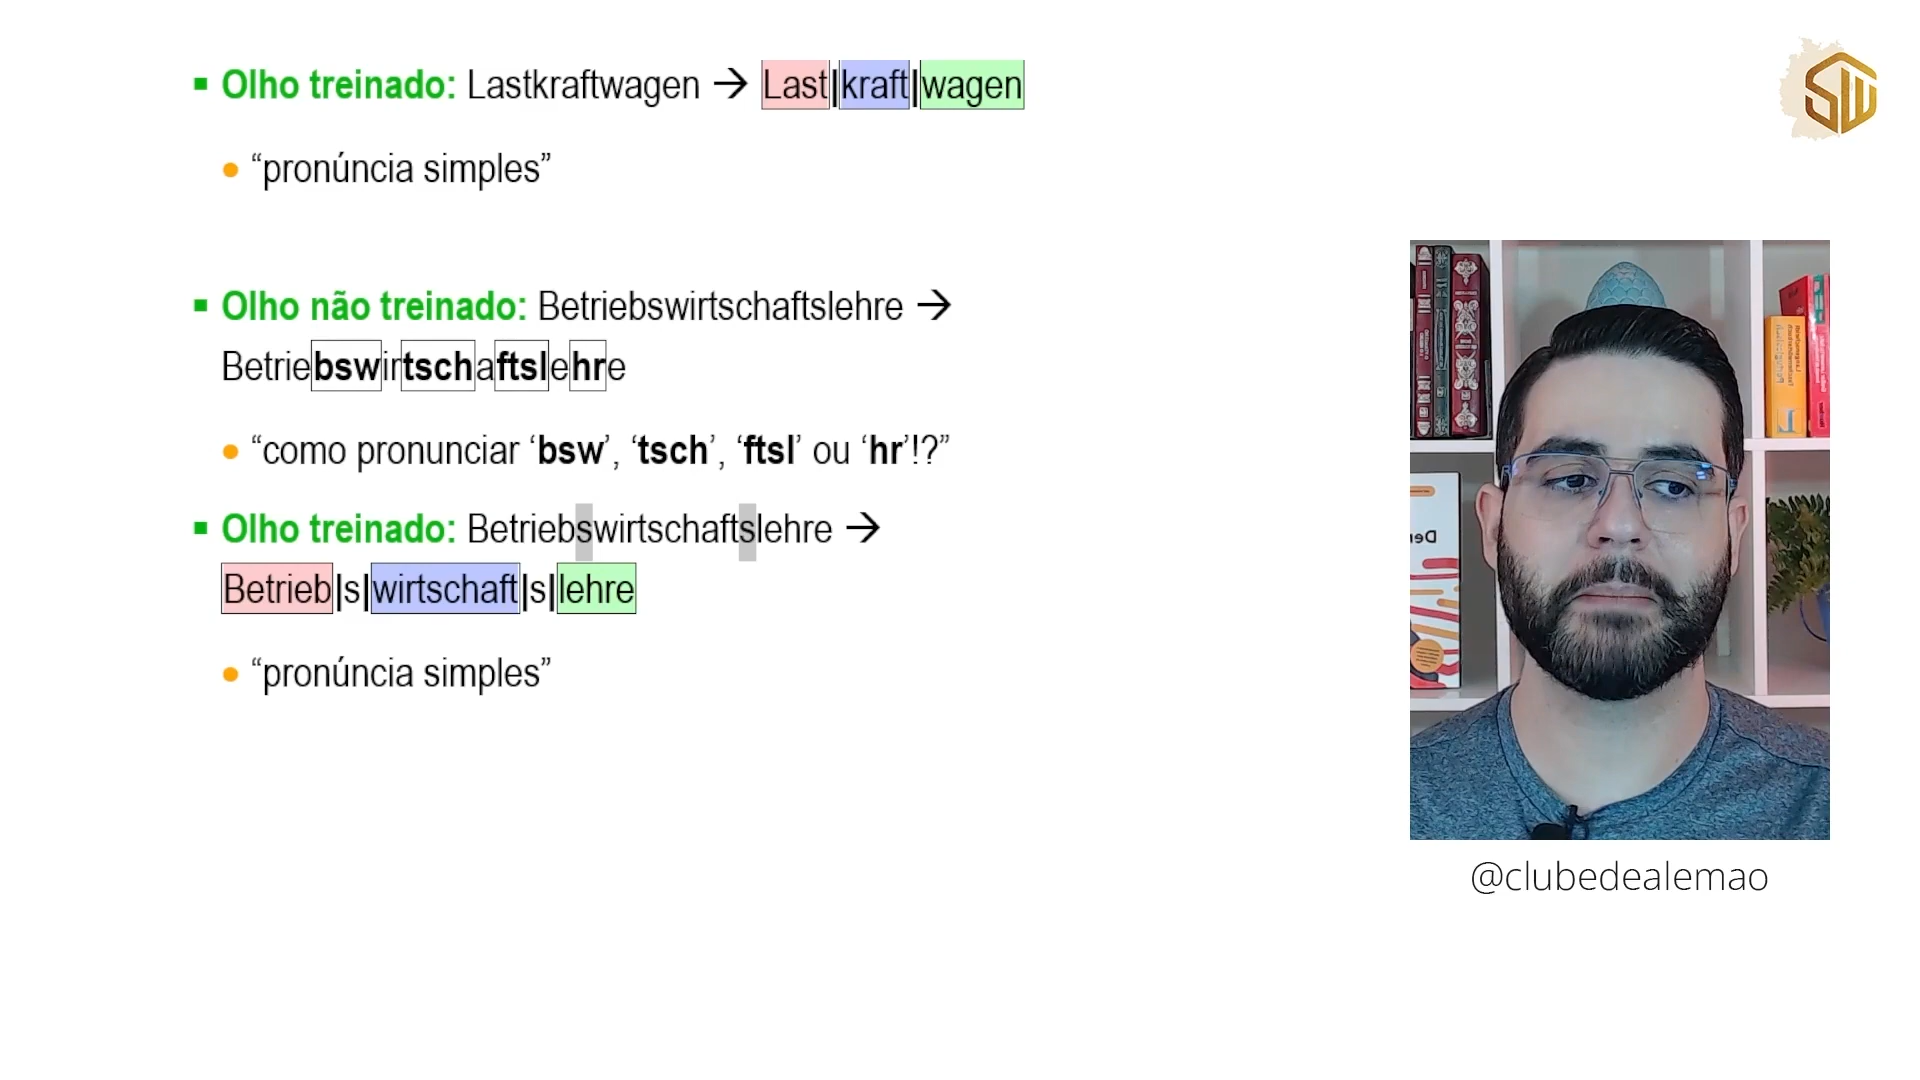 ▪ Olho treinado: Lastkraftwagen → Last|kraft|wagen
• “pronúncia simples”
▪ Olho não treinado: Betriebswirtschaftslehre →
Betriebswirtschaftslehre
• “como pronunciar ‘bsw’, ‘tsch’, ‘ftsl’ ou ‘hr’!?”
▪ Olho treinado: Betriebswirtschaftslehre →
Betrieb|s|wirtschaft|s|lehre
• “pronúncia simples”
@clubedealemao